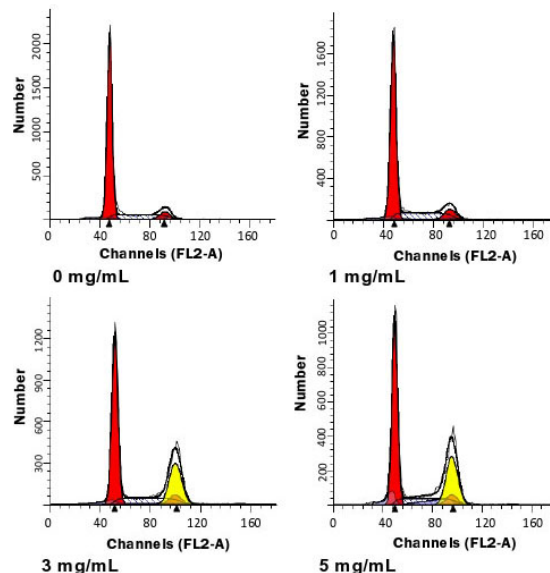 Number
2000
1500
1000
500
0 40 80 120 160
Channels (FL2-A)
0 mg/mL
Number
1600
1200
800
400
0 40 80 120 160
Channels (FL2-A)
1 mg/mL
Number
1200
900
600
300
0 40 80 120 160
Channels (FL2-A)
3 mg/mL
Number
1000
800
600
400
200
0 40 80 120 160
Channels (FL2-A)
5 mg/mL